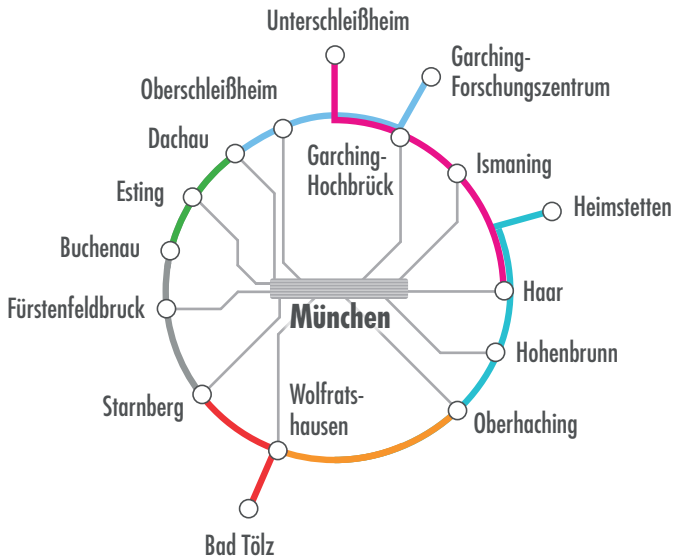 Unterschleißheim
Garching-
Forschungszentrum
Oberschleißheim
Dachau
Garching-
Hochbrück
Ismaning
Esting
Heimstetten
Buchenau
Fürstenfeldbruck
München
Haar
Hohenbrunn
Starnberg
Wolfrats-
hausen
Oberhaching
Bad Tölz